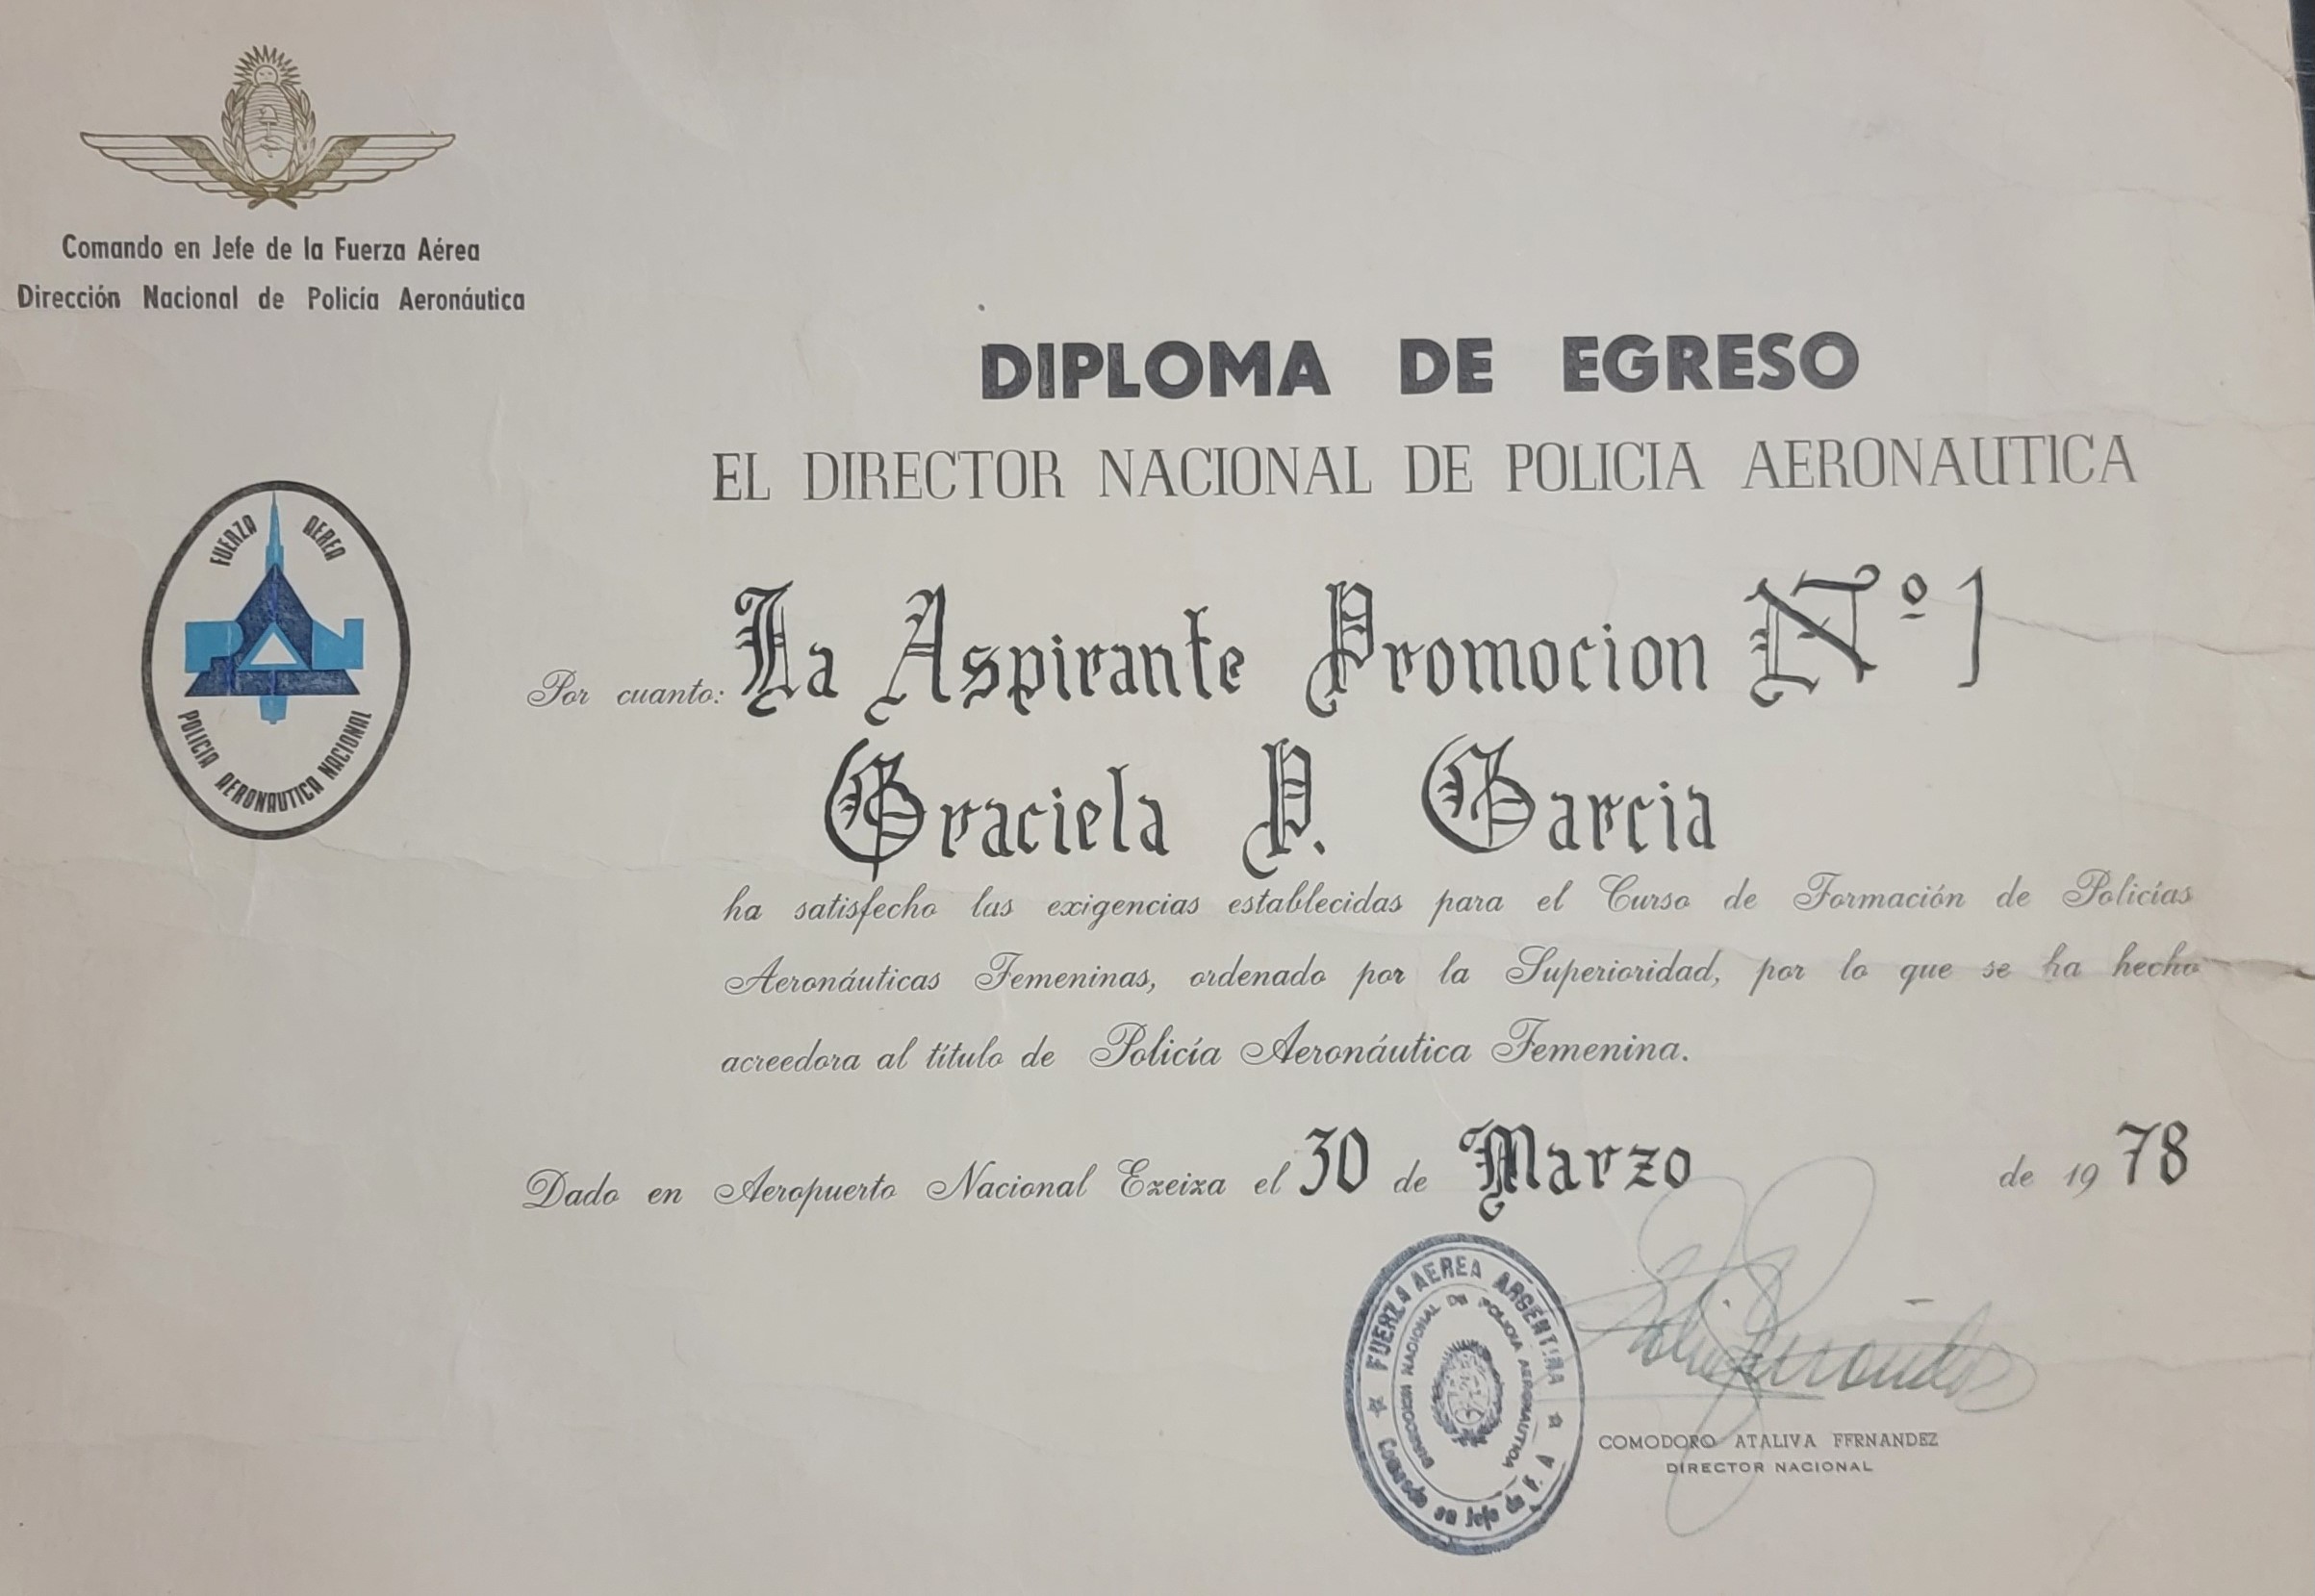 Comando en Jefe de la Fuerza Aérea
Dirección Nacional de Policía Aeronáutica
DIPLOMA DE EGRESO
EL DIRECTOR NACIONAL DE POLICIA AERONAUTICA
FUERZA AEREA
PAN
POLICIA AERONAUTICA NACIONAL
Por cuanto: La Aspirante Promocion Nº 1
Graciela P. Garcia
ha satisfecho las exigencias establecidas para el Curso de Formación de Policías
Aeronáuticas Femeninas, ordenado por la Superioridad, por lo que se ha hecho
acreedora al título de Policía Aeronáutica Femenina.
Dado en Aeropuerto Nacional Ezeiza el 30 de Marzo de 1978
FUERZA AEREA ARGENTINA
DIRECCION NACIONAL DE POLICIA AERONAUTICA
Comando en Jefe de F. A
COMODORO ATALIVA FERNANDEZ
DIRECTOR NACIONAL